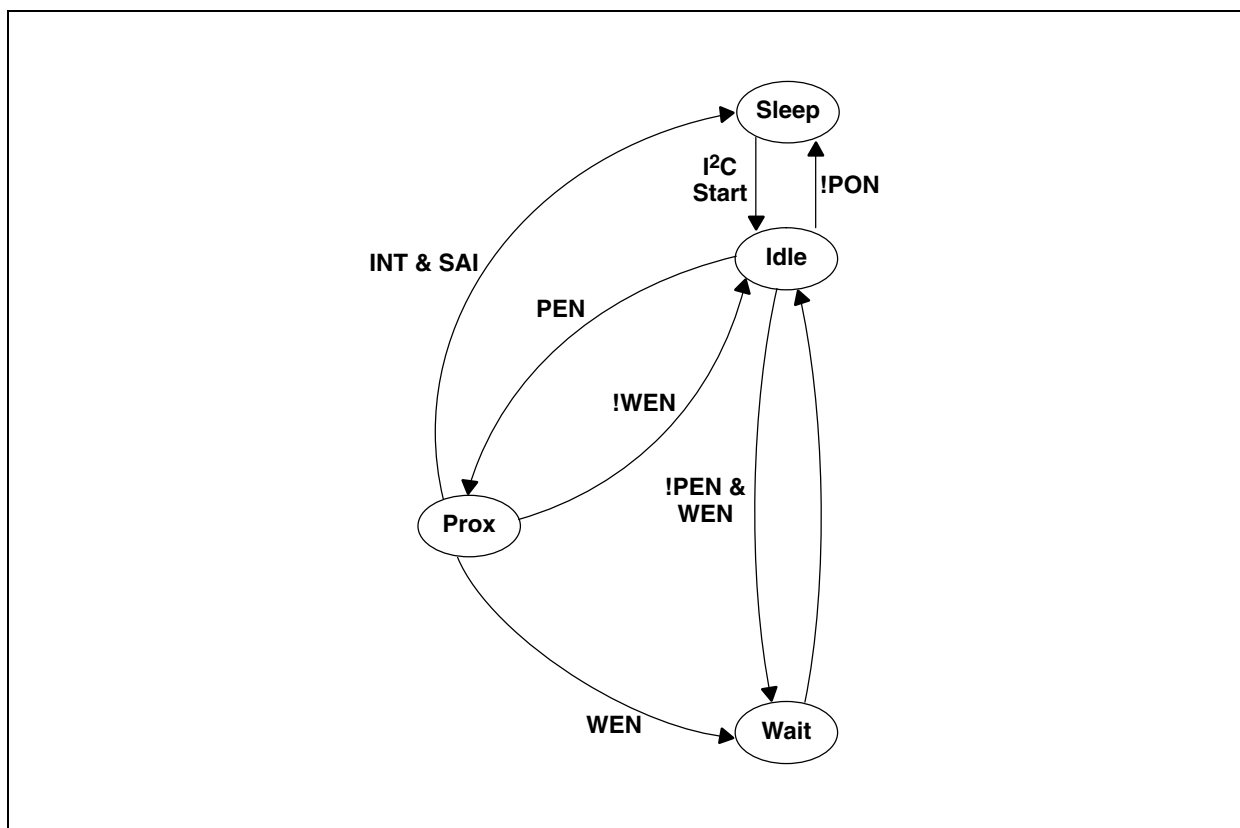 Sleep
I²C
Start
!PON
Idle
INT & SAI
PEN
!WEN
!PEN &
WEN
Prox
WEN
Wait